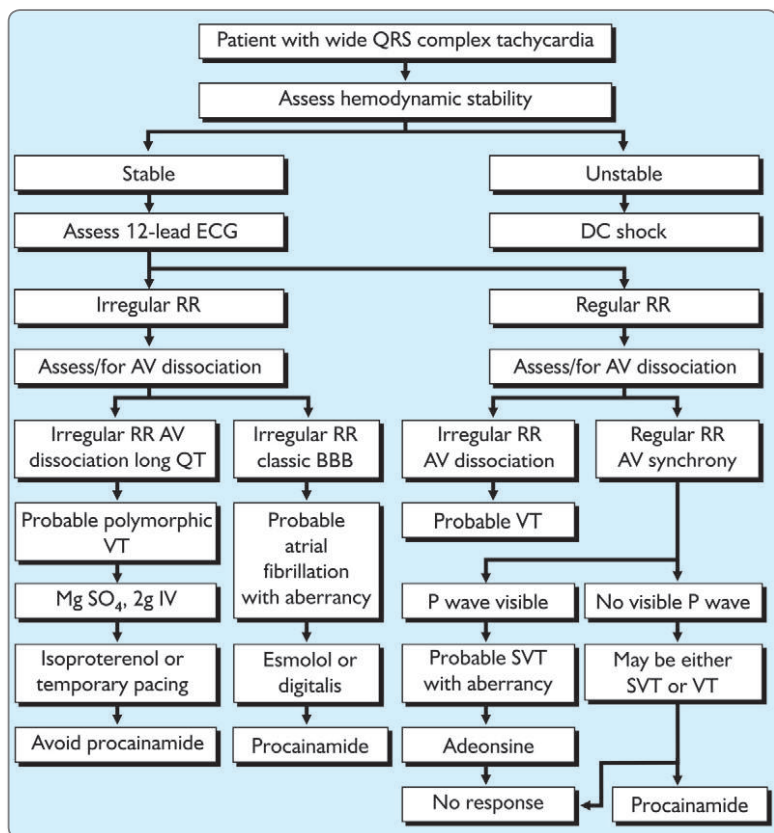 Patient with wide QRS complex tachycardia
Assess hemodynamic stability
Stable
Unstable
Assess 12-lead ECG
DC shock
Irregular RR
Regular RR
Assess/for AV dissociation
Assess/for AV dissociation
Irregular RR AV
dissociation long QT
Irregular RR
classic BBB
Irregular RR
AV dissociation
Regular RR
AV synchrony
Probable polymorphic
VT
Probable
atrial
fibrillation
with aberrancy
Probable VT
Mg SO₄, 2g IV
P wave visible
No visible P wave
Isoproterenol or
temporary pacing
Esmolol or
digitalis
Probable SVT
with aberrancy
May be either
SVT or VT
Avoid procainamide
Procainamide
Adeonsine
No response
Procainamide